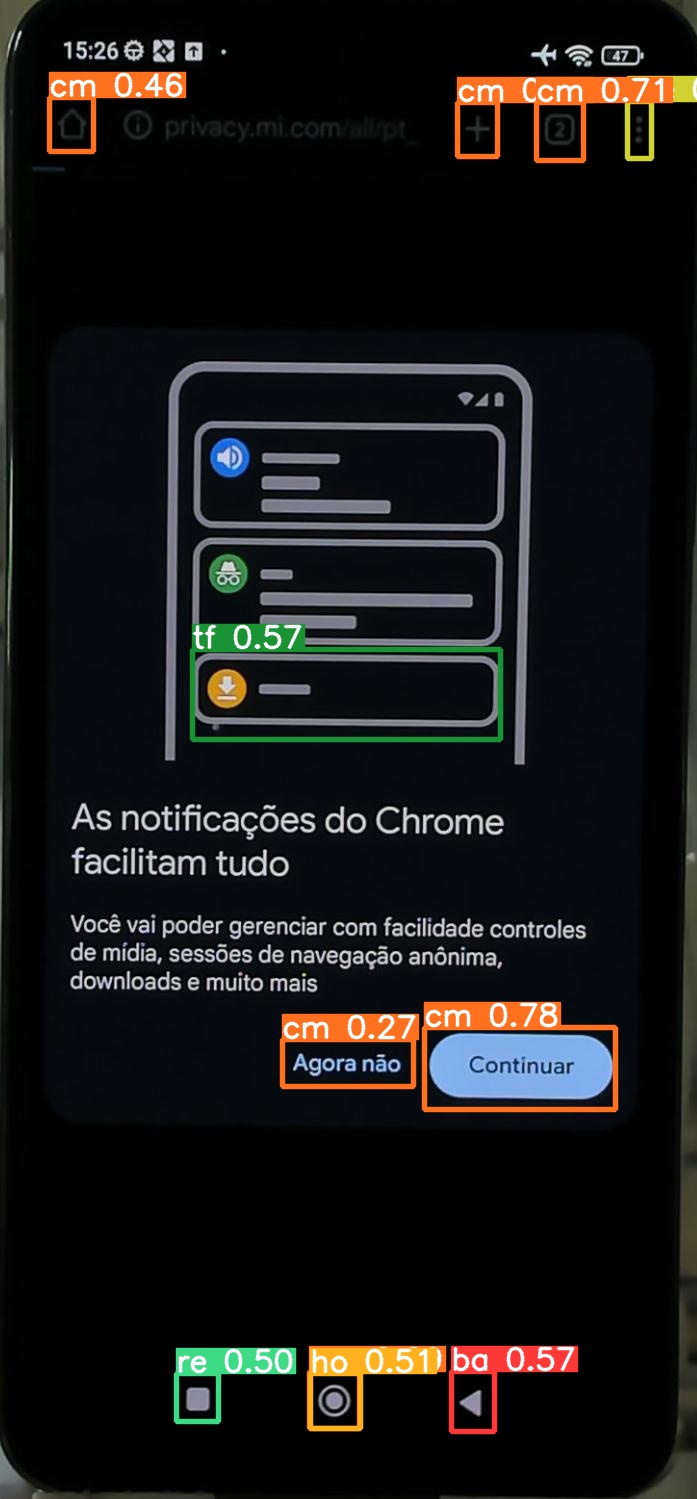 15:26
47
cm 0.46
cm 0
cm 0.71
privacy.mi.com/all/pt_
2
tf 0.57
As notificações do Chrome
facilitam tudo
Você vai poder gerenciar com facilidade controles
de mídia, sessões de navegação anônima,
downloads e muito mais
cm 0.27
cm 0.78
Agora não
Continuar
re 0.50
ho 0.51
ba 0.57